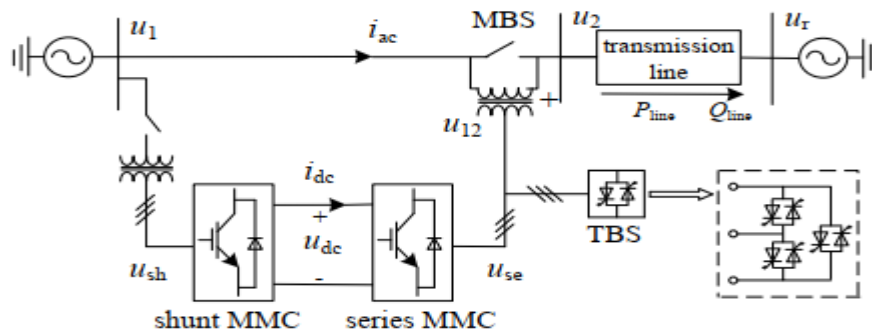 u1
iac
MBS
u2
transmission
line
ur
Pline
Qline
u12
+
idc
+
udc
-
ush
use
TBS
shunt MMC
series MMC